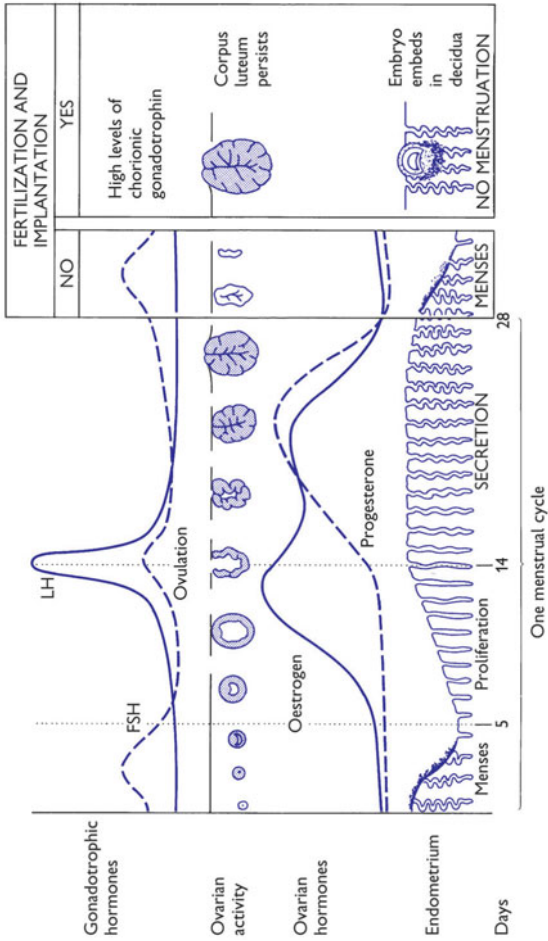 FERTILIZATION AND
IMPLANTATION
NO
YES
Gonadotrophic
hormones
LH
FSH
Ovulation
High levels of
chorionic
gonadotrophin
Ovarian
activity
Corpus
luteum
persists
Ovarian
hormones
Oestrogen
Progesterone
Endometrium
Embryo
embeds
in
decidua
Menses
Proliferation
SECRETION
MENSES
NO MENSTRUATION
Days
5
14
28
One menstrual cycle